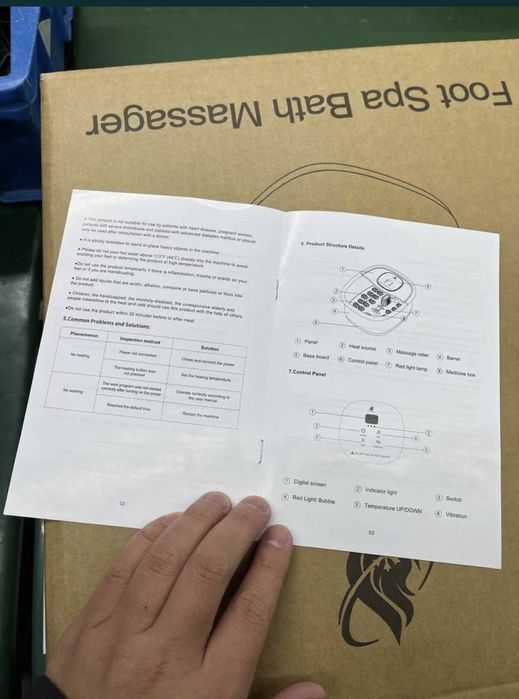 Foot Spa Bath Massager
● This product is not suitable for use by patients with heart disease, pregnant women,
patients with severe thrombosis and patients with advanced diabetes mellitus or should
only be used after consultation with a doctor.
● It is strictly forbidden to stand or place heavy objects in the machine.
● Please do not pour hot water above 113°F (45°C) directly into the machine to avoid
scalding your feet or deforming the product at high temperature.
●Do not use the product temporarily if there is inflammation, trauma or scalds on your
feet or if you are menstruating.
● Do not add liquids that are acidic, alkaline, corrosive or have particles or flocs into
the product.
● Children, the handicapped, the mentally-disabled, the unresponsive elderly and
people insensitive to the heat and cold should use this product with the help of others.
●Do not use the product within 30 minutes before or after meal.
5.Common Problems and Solutions:
Phenomenon Inspection method Solution
No heating Power not connected Check and connect the power
The heating button was
not pressed Set the heating temperature
No working The work program was not started
correctly after turning on the power Operate correctly according to
the user manual
Reached the default time Restart the machine
02
6. Product Structure Details
① Panel ② Heat source ③ Massage roller ④ Barrel
⑤ Bass board ⑥ Control panel ⑦ Red light lamp ⑧ Medicine box
7.Control Panel
① Digital screen ② Indicator light ③ Switch
④ Red Light/ Bubble ⑤ Temperature UP/DOWN ⑥ Vibration
03